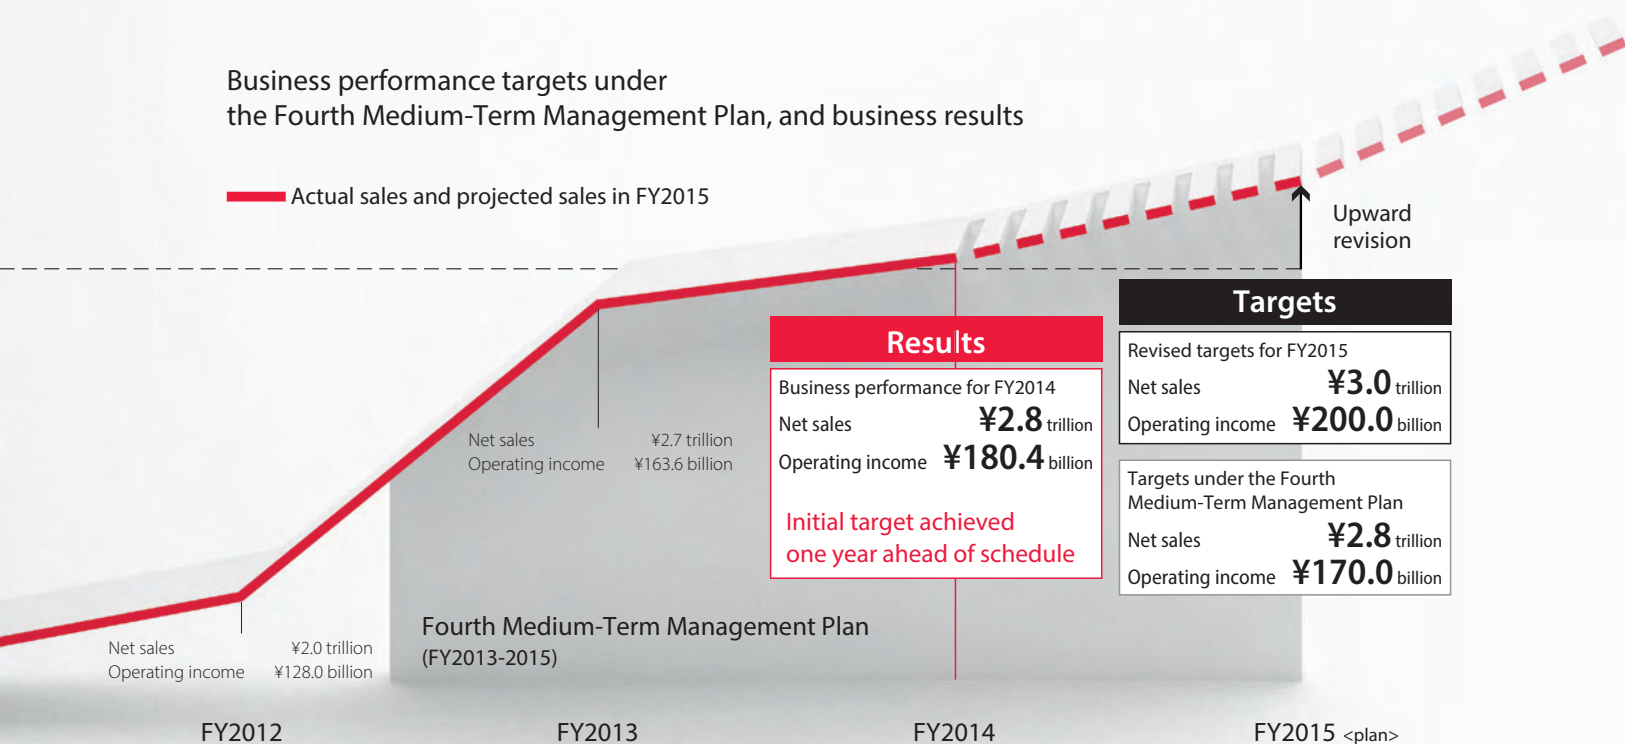 Business performance targets under
the Fourth Medium-Term Management Plan, and business results
Actual sales and projected sales in FY2015
Upward
revision
Targets
Revised targets for FY2015
Net sales ¥3.0 trillion
Operating income ¥200.0 billion
Targets under the Fourth
Medium-Term Management Plan
Net sales ¥2.8 trillion
Operating income ¥170.0 billion
Results
Business performance for FY2014
Net sales ¥2.8 trillion
Operating income ¥180.4 billion
Initial target achieved
one year ahead of schedule
Net sales ¥2.7 trillion
Operating income ¥163.6 billion
Fourth Medium-Term Management Plan
(FY2013-2015)
Net sales ¥2.0 trillion
Operating income ¥128.0 billion
FY2012 FY2013 FY2014 FY2015 <plan>